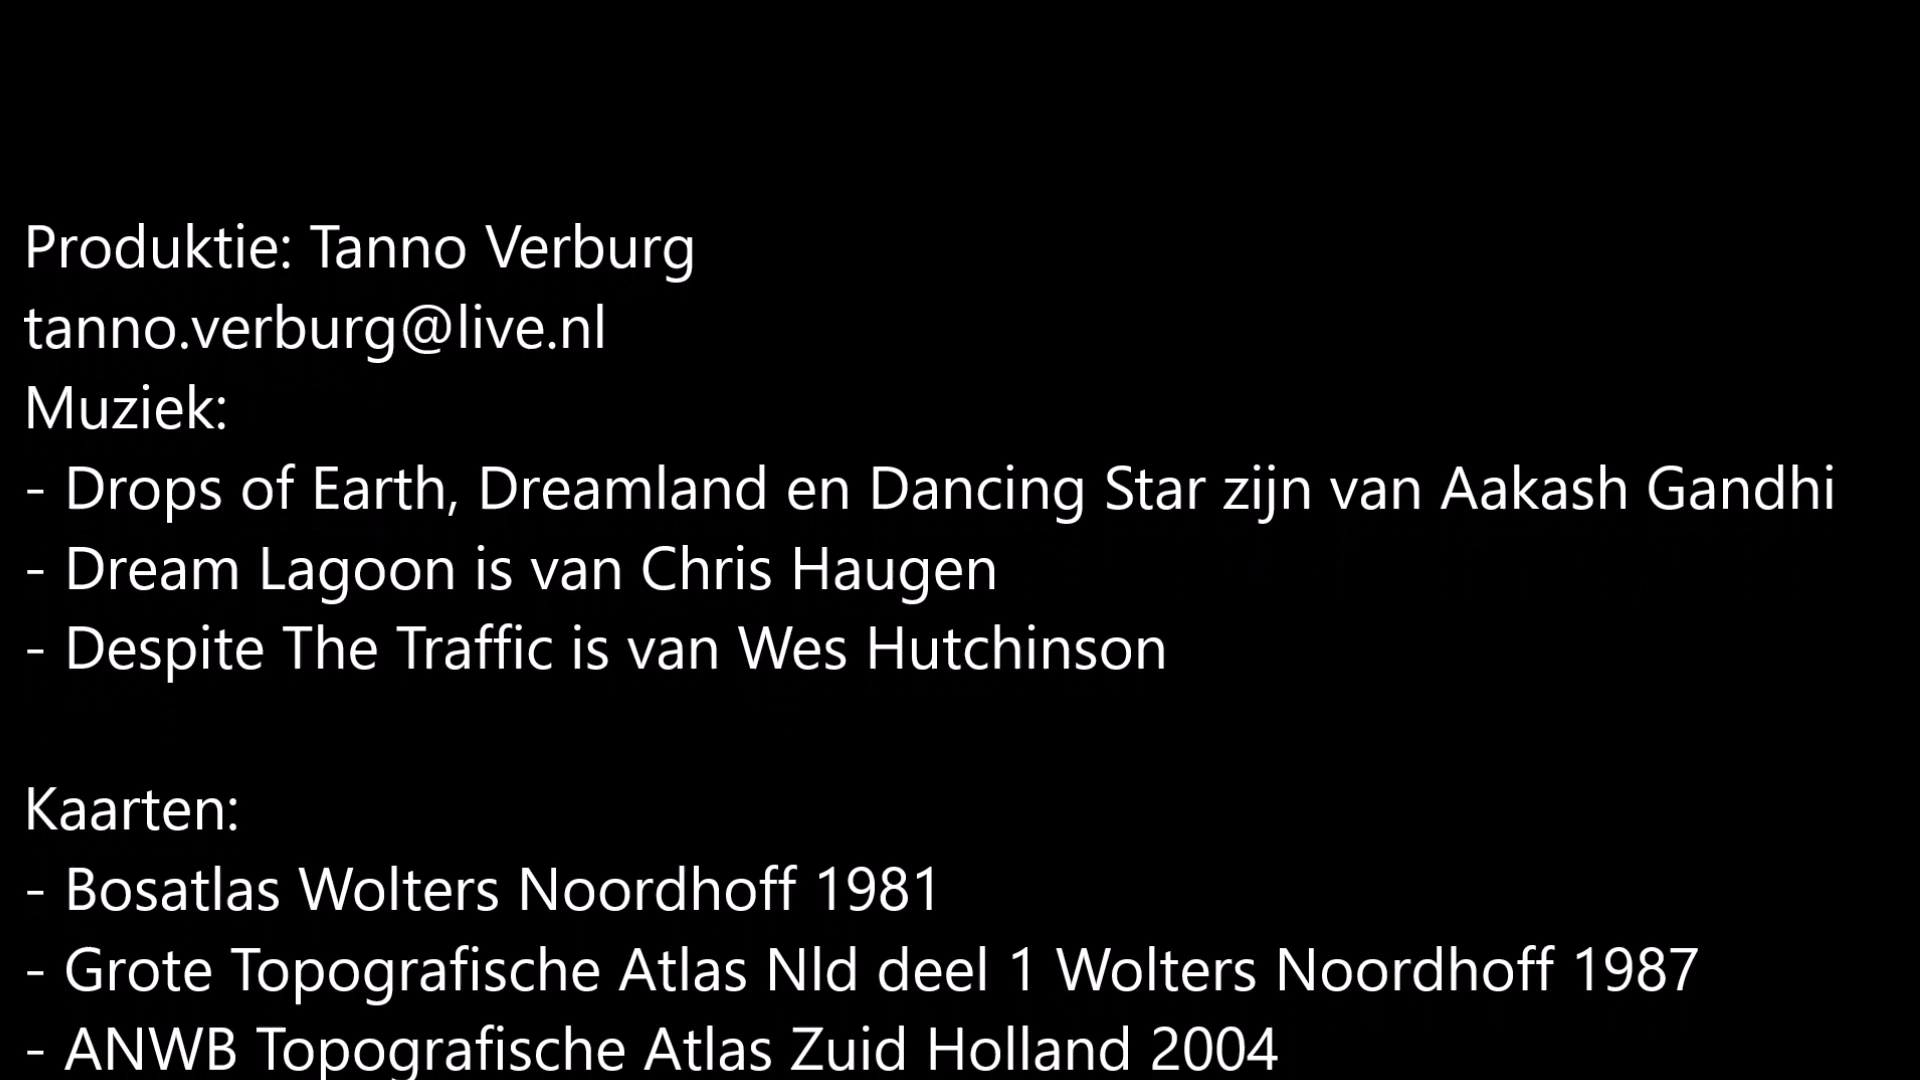 Produktie: Tanno Verburg
tanno.verburg@live.nl
Muziek:
- Drops of Earth, Dreamland en Dancing Star zijn van Aakash Gandhi
- Dream Lagoon is van Chris Haugen
- Despite The Traffic is van Wes Hutchinson
Kaarten:
- Bosatlas Wolters Noordhoff 1981
- Grote Topografische Atlas Nld deel 1 Wolters Noordhoff 1987
- ANWB Topografische Atlas Zuid Holland 2004